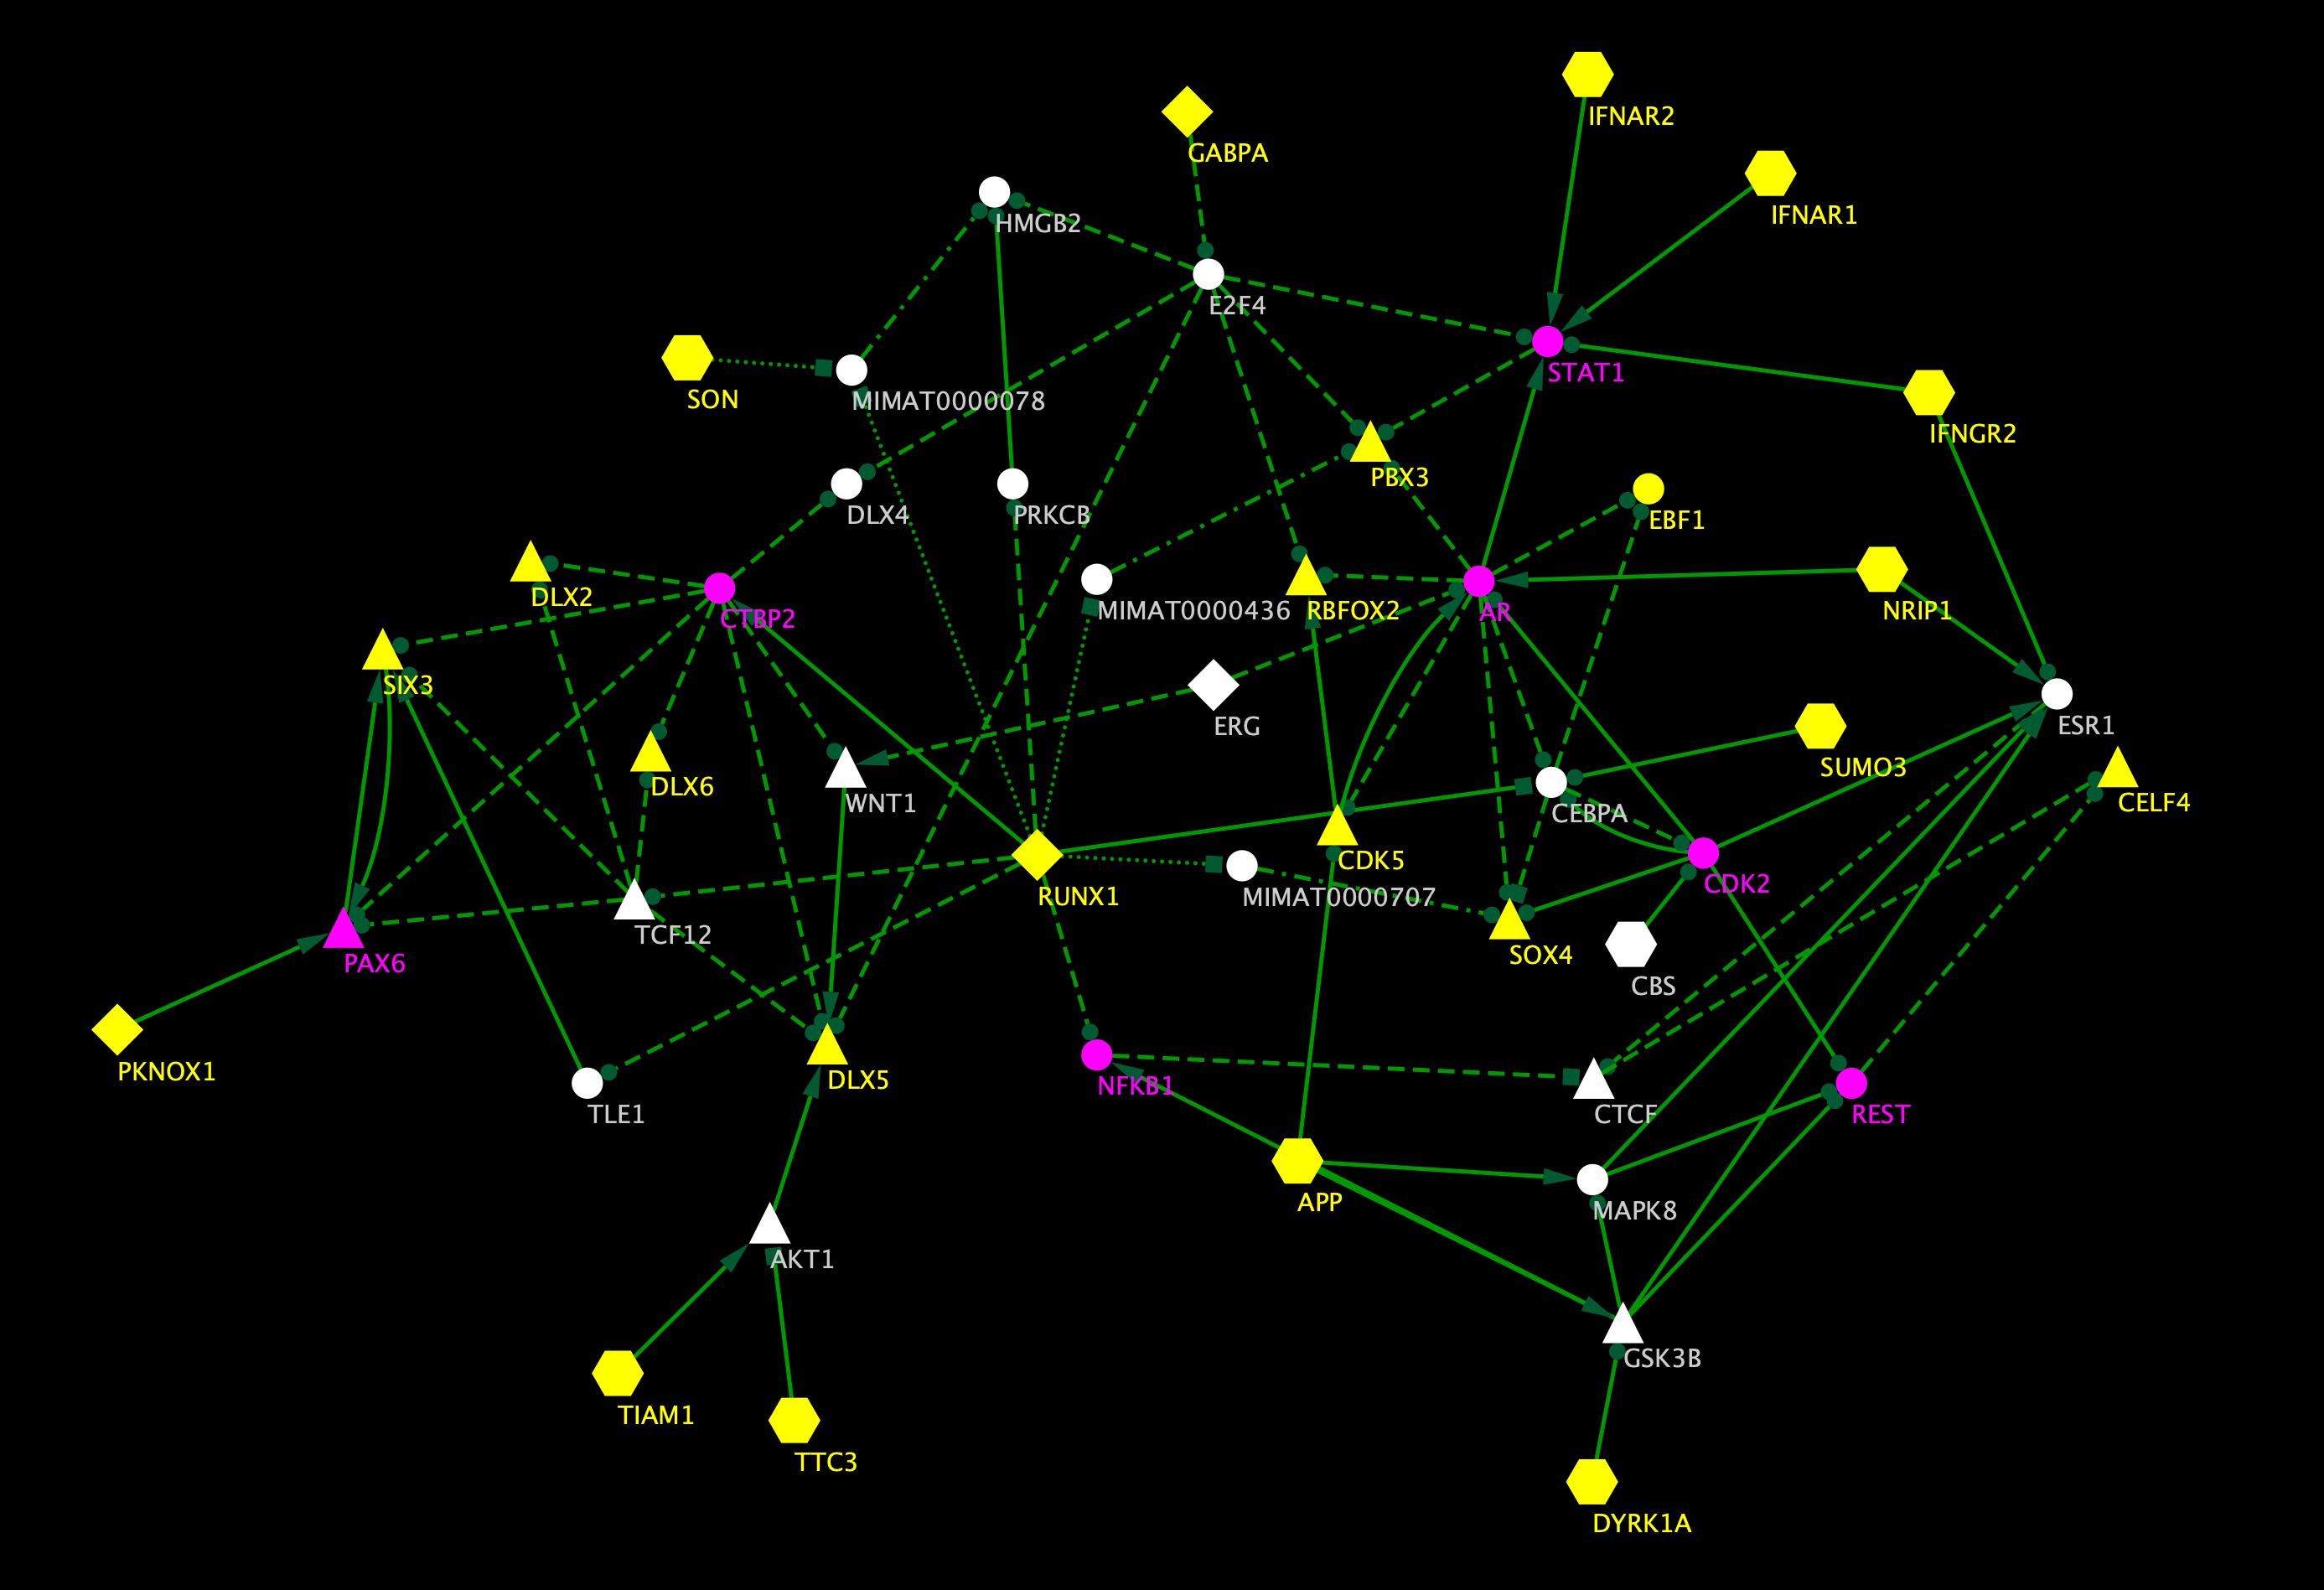 IFNAR2
GABPA
IFNAR1
HMGB2
E2F4
STAT1
SON
MIMAT0000078
IFNGR2
PBX3
DLX4
PRKCB
EBF1
DLX2
CTBP2
MIMAT0000436
RBFOX2
AR
NRIP1
SIX3
ERG
ESR1
DLX6
WNT1
CEBPA
SUMO3
CELF4
CDK5
CDK2
RUNX1
MIMAT0000707
TCF12
SOX4
PAX6
CBS
PKNOX1
DLX5
NFKB1
TLE1
CTCF
REST
APP
MAPK8
AKT1
GSK3B
TIAM1
TTC3
DYRK1A